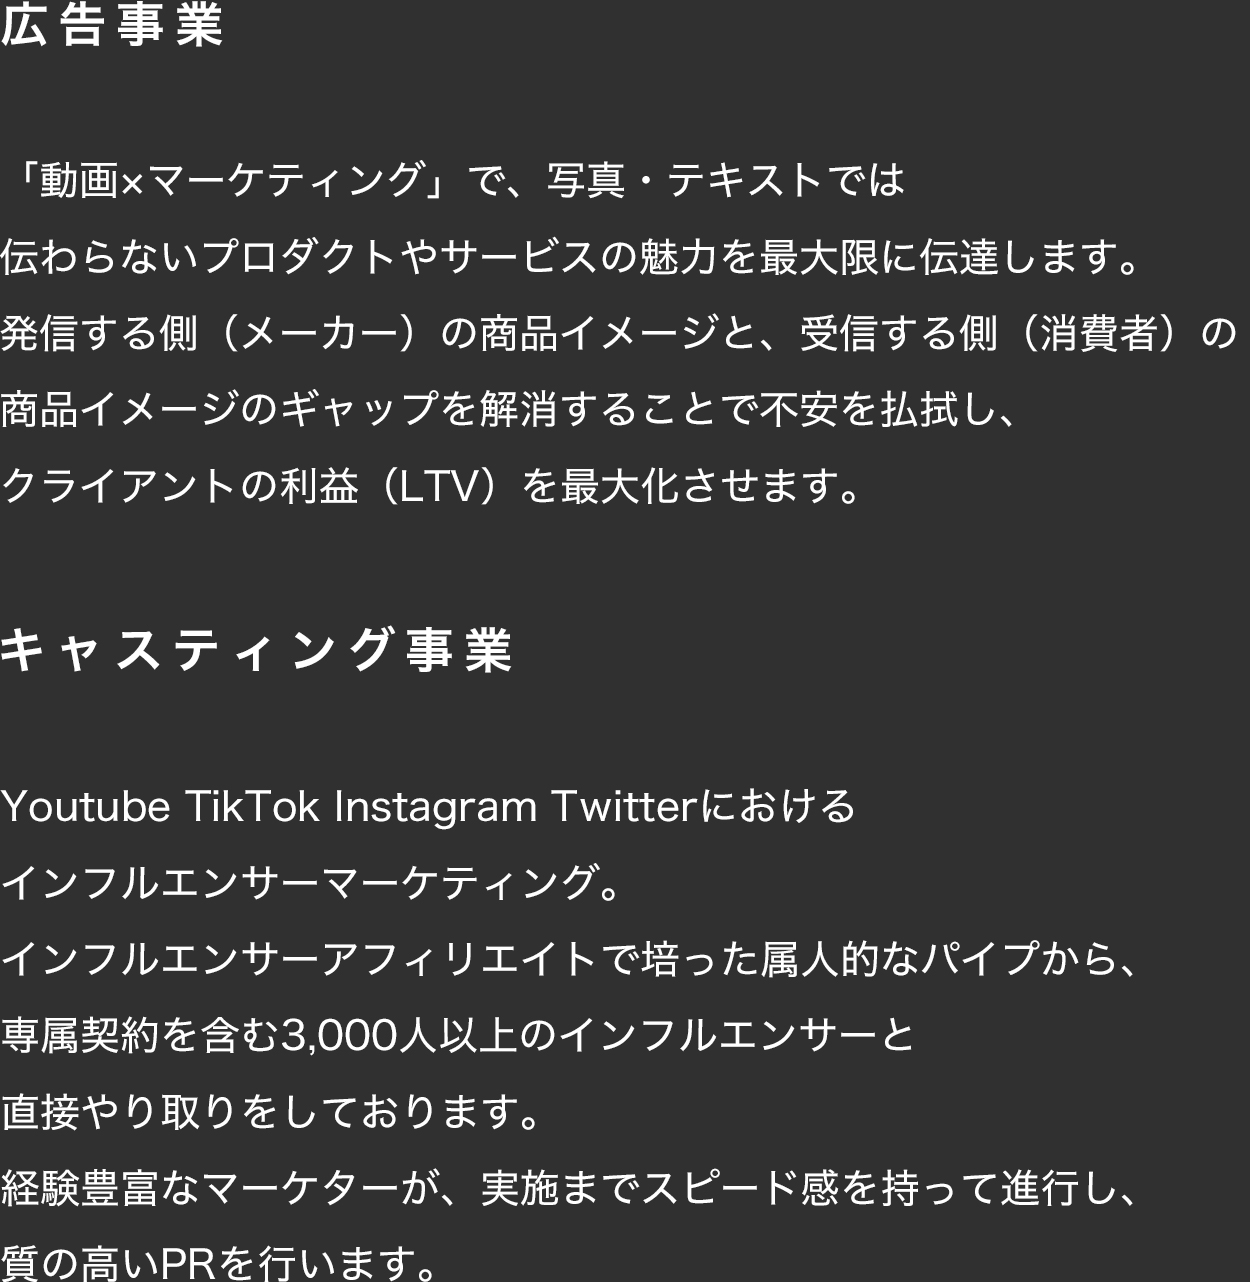 広告事業
「動画×マーケティング」で、写真・テキストでは
伝わらないプロダクトやサービスの魅力を最大限に伝達します。
発信する側（メーカー）の商品イメージと、受信する側（消費者）の
商品イメージのギャップを解消することで不安を払拭し、
クライアントの利益（LTV）を最大化させます。
キャスティング事業
Youtube TikTok Instagram Twitterにおける
インフルエンサーマーケティング。
インフルエンサーアフィリエイトで培った属人的なパイプから、
専属契約を含む3,000人以上のインフルエンサーと
直接やり取りをしております。
経験豊富なマーケターが、実施までスピード感を持って進行し、
質の高いPRを行います。